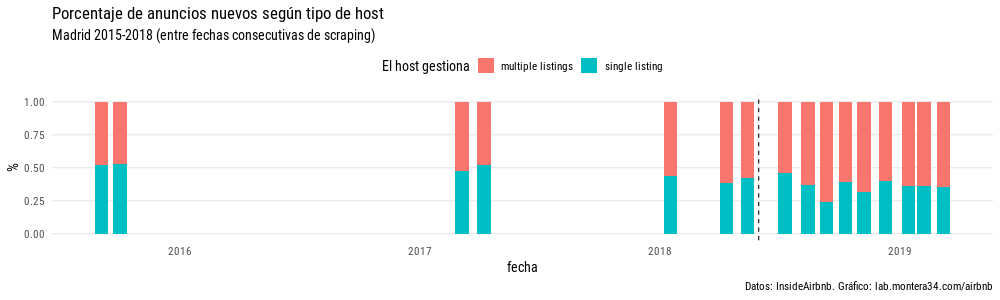 Porcentaje de anuncios nuevos según tipo de host
Madrid 2015-2018 (entre fechas consecutivas de scraping)
El host gestiona multiple listings single listing
1.00
0.75
0.50
0.25
0.00
%
2016 2017 2018 2019
fecha
Datos: InsideAirbnb. Gráfico: lab.montera34.com/airbnb